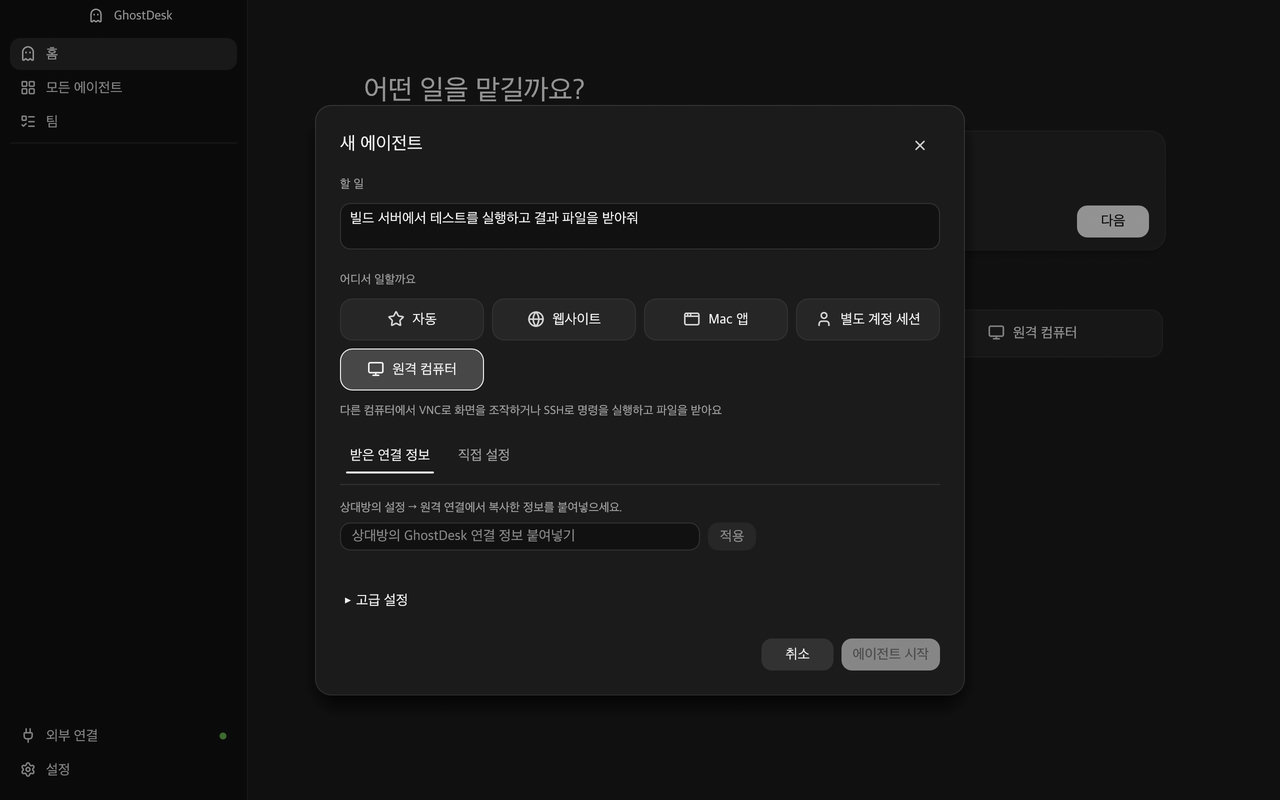 GhostDesk
홈
모든 에이전트
팀
어떤 일을 맡길까요?
새 에이전트
할 일
빌드 서버에서 테스트를 실행하고 결과 파일을 받아줘
다음
어디서 일할까요
자동
웹사이트
Mac 앱
별도 계정 세션
원격 컴퓨터
원격 컴퓨터
다른 컴퓨터에서 VNC로 화면을 조작하거나 SSH로 명령을 실행하고 파일을 받아요
받은 연결 정보
직접 설정
상대방의 설정 → 원격 연결에서 복사한 정보를 붙여넣으세요.
상대방의 GhostDesk 연결 정보 붙여넣기
적용
▸ 고급 설정
취소
에이전트 시작
외부 연결
설정